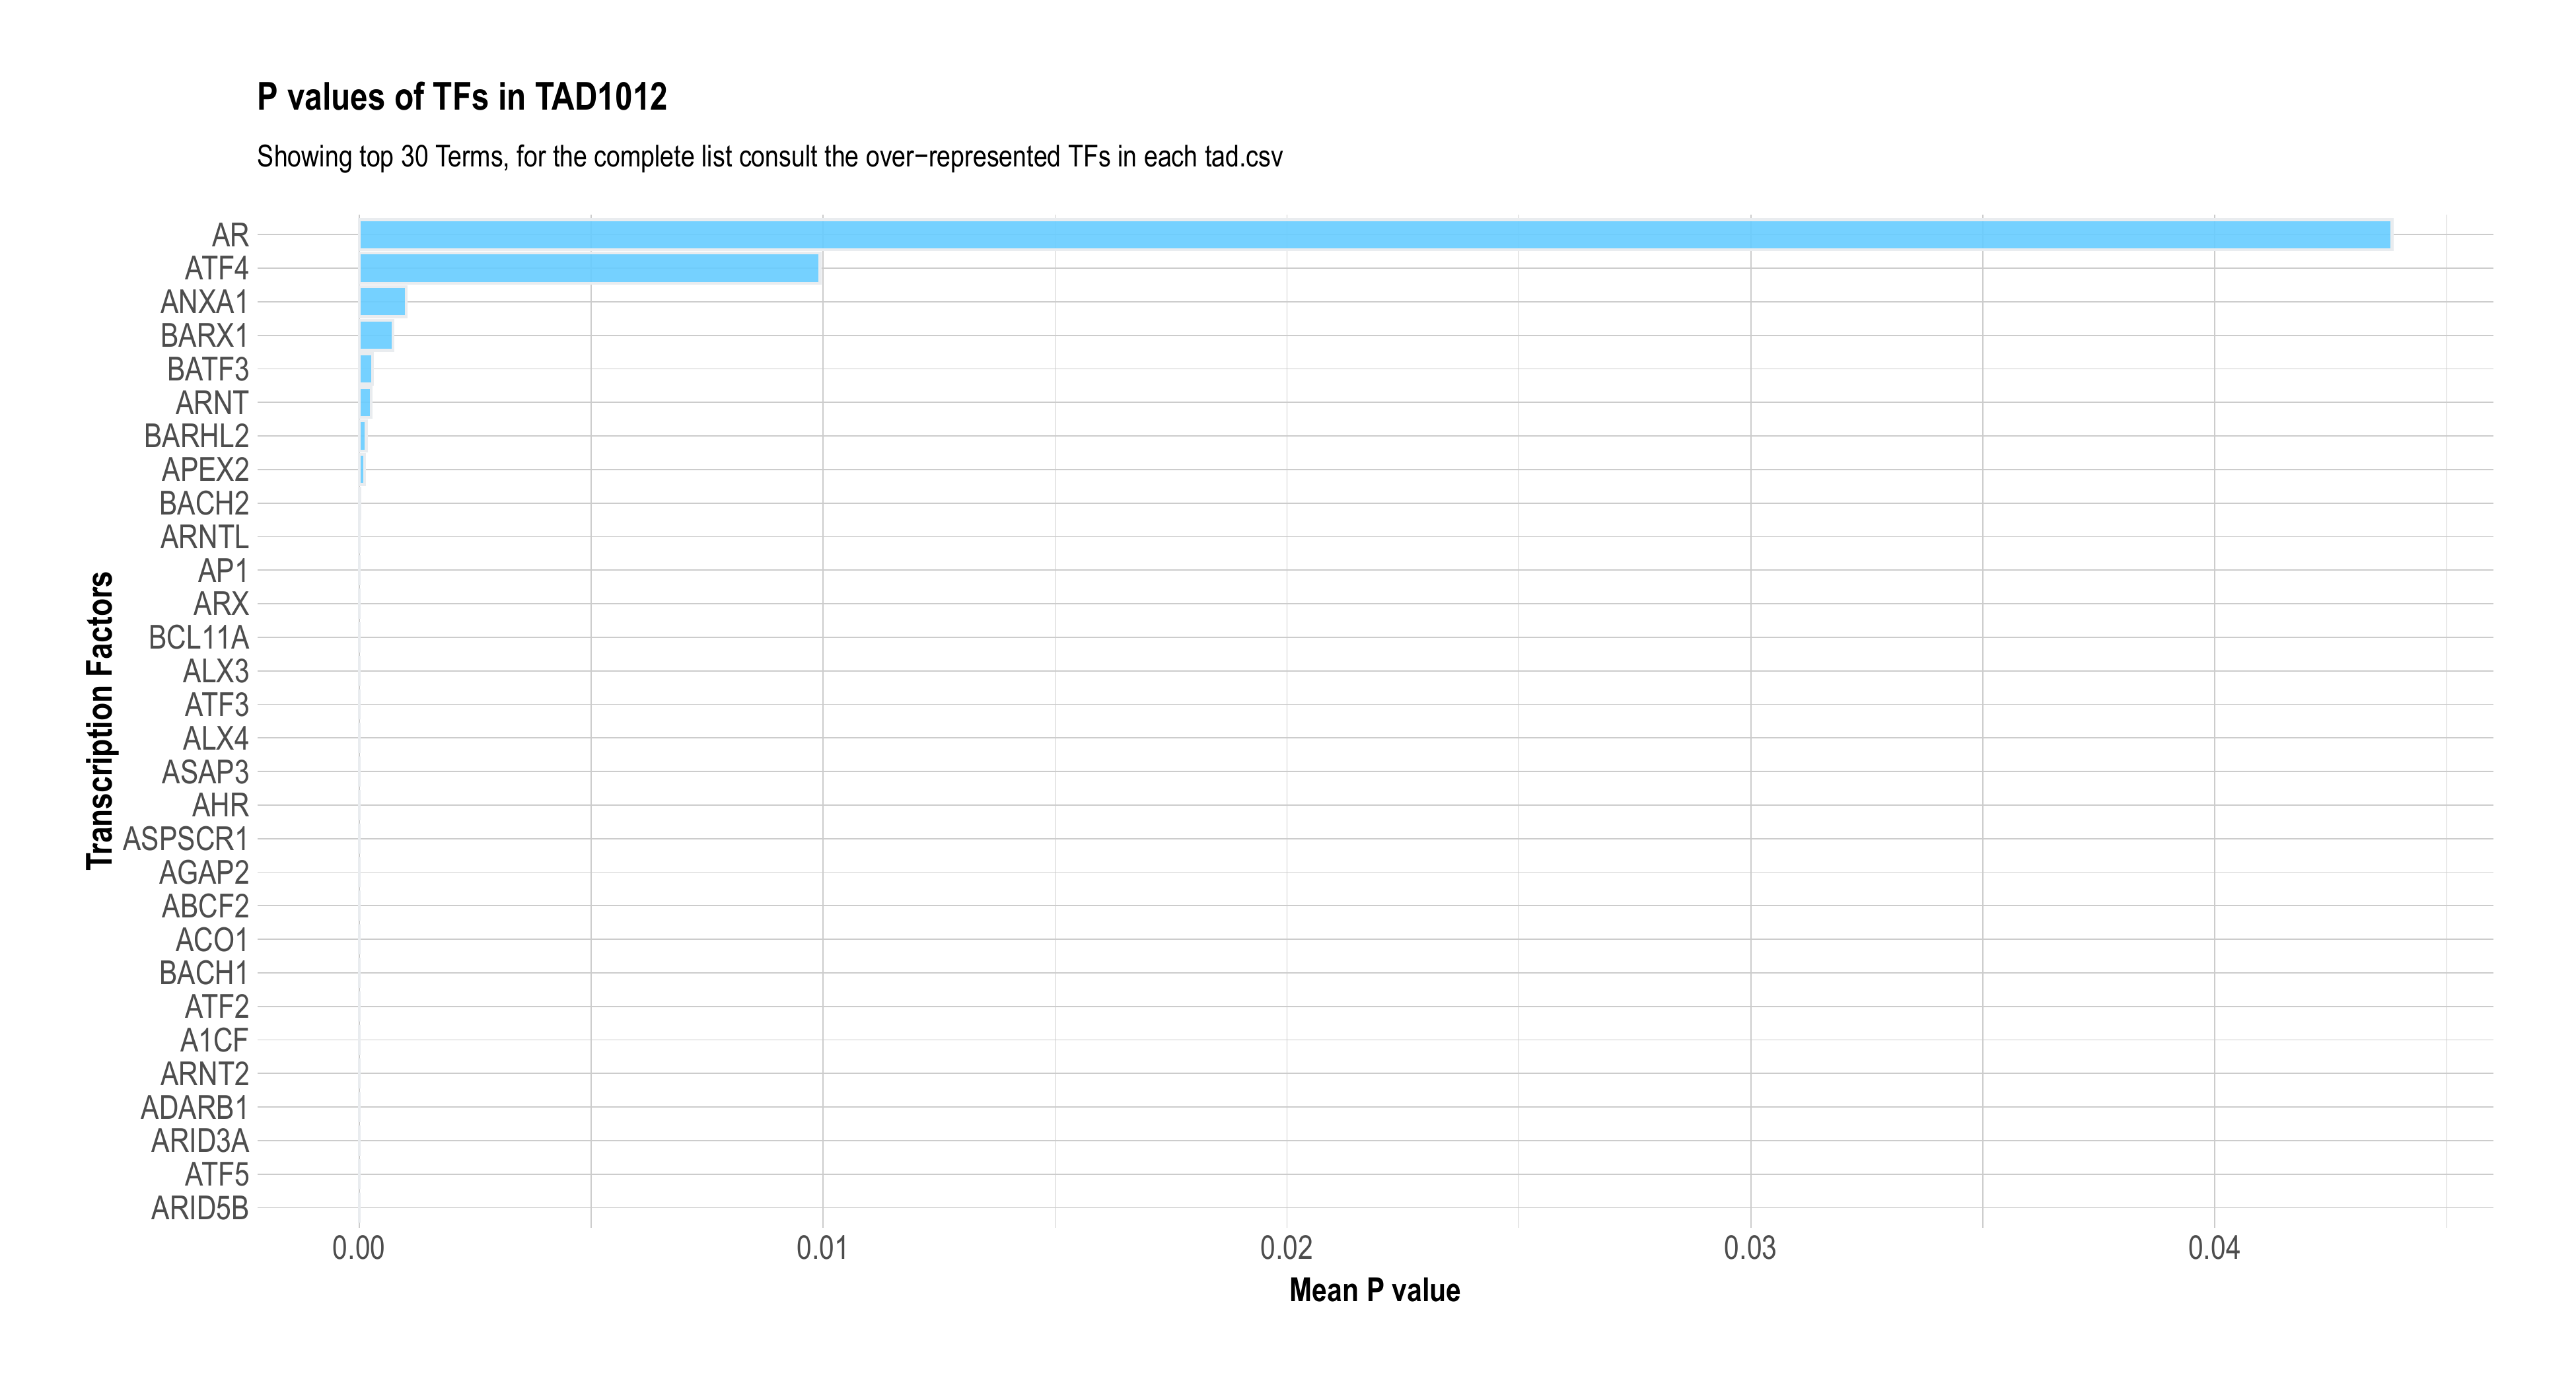 P values of TFs in TAD1012
Showing top 30 Terms, for the complete list consult the over−represented TFs in each tad.csv
Transcription Factors
AR
ATF4
ANXA1
BARX1
BATF3
ARNT
BARHL2
APEX2
BACH2
ARNTL
AP1
ARX
BCL11A
ALX3
ATF3
ALX4
ASAP3
AHR
ASPSCR1
AGAP2
ABCF2
ACO1
BACH1
ATF2
A1CF
ARNT2
ADARB1
ARID3A
ATF5
ARID5B
0.00 0.01 0.02 0.03 0.04
Mean P value